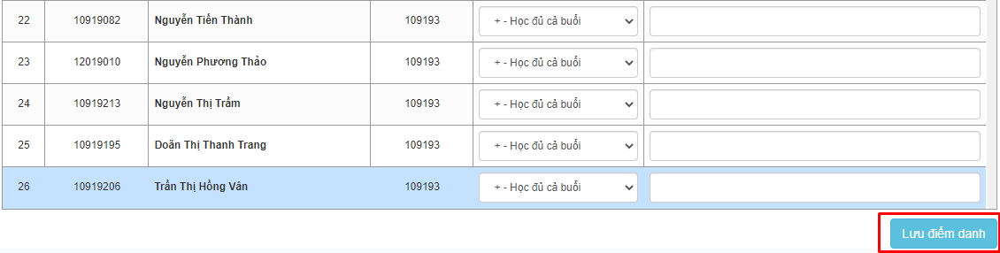 22 10919082 Nguyễn Tiến Thành 109193 + - Học đủ cả buổi
23 12019010 Nguyễn Phương Thảo 109193 + - Học đủ cả buổi
24 10919213 Nguyễn Thị Trầm 109193 + - Học đủ cả buổi
25 10919195 Doãn Thị Thanh Trang 109193 + - Học đủ cả buổi
26 10919206 Trần Thị Hồng Vân 109193 + - Học đủ cả buổi
Lưu điểm danh